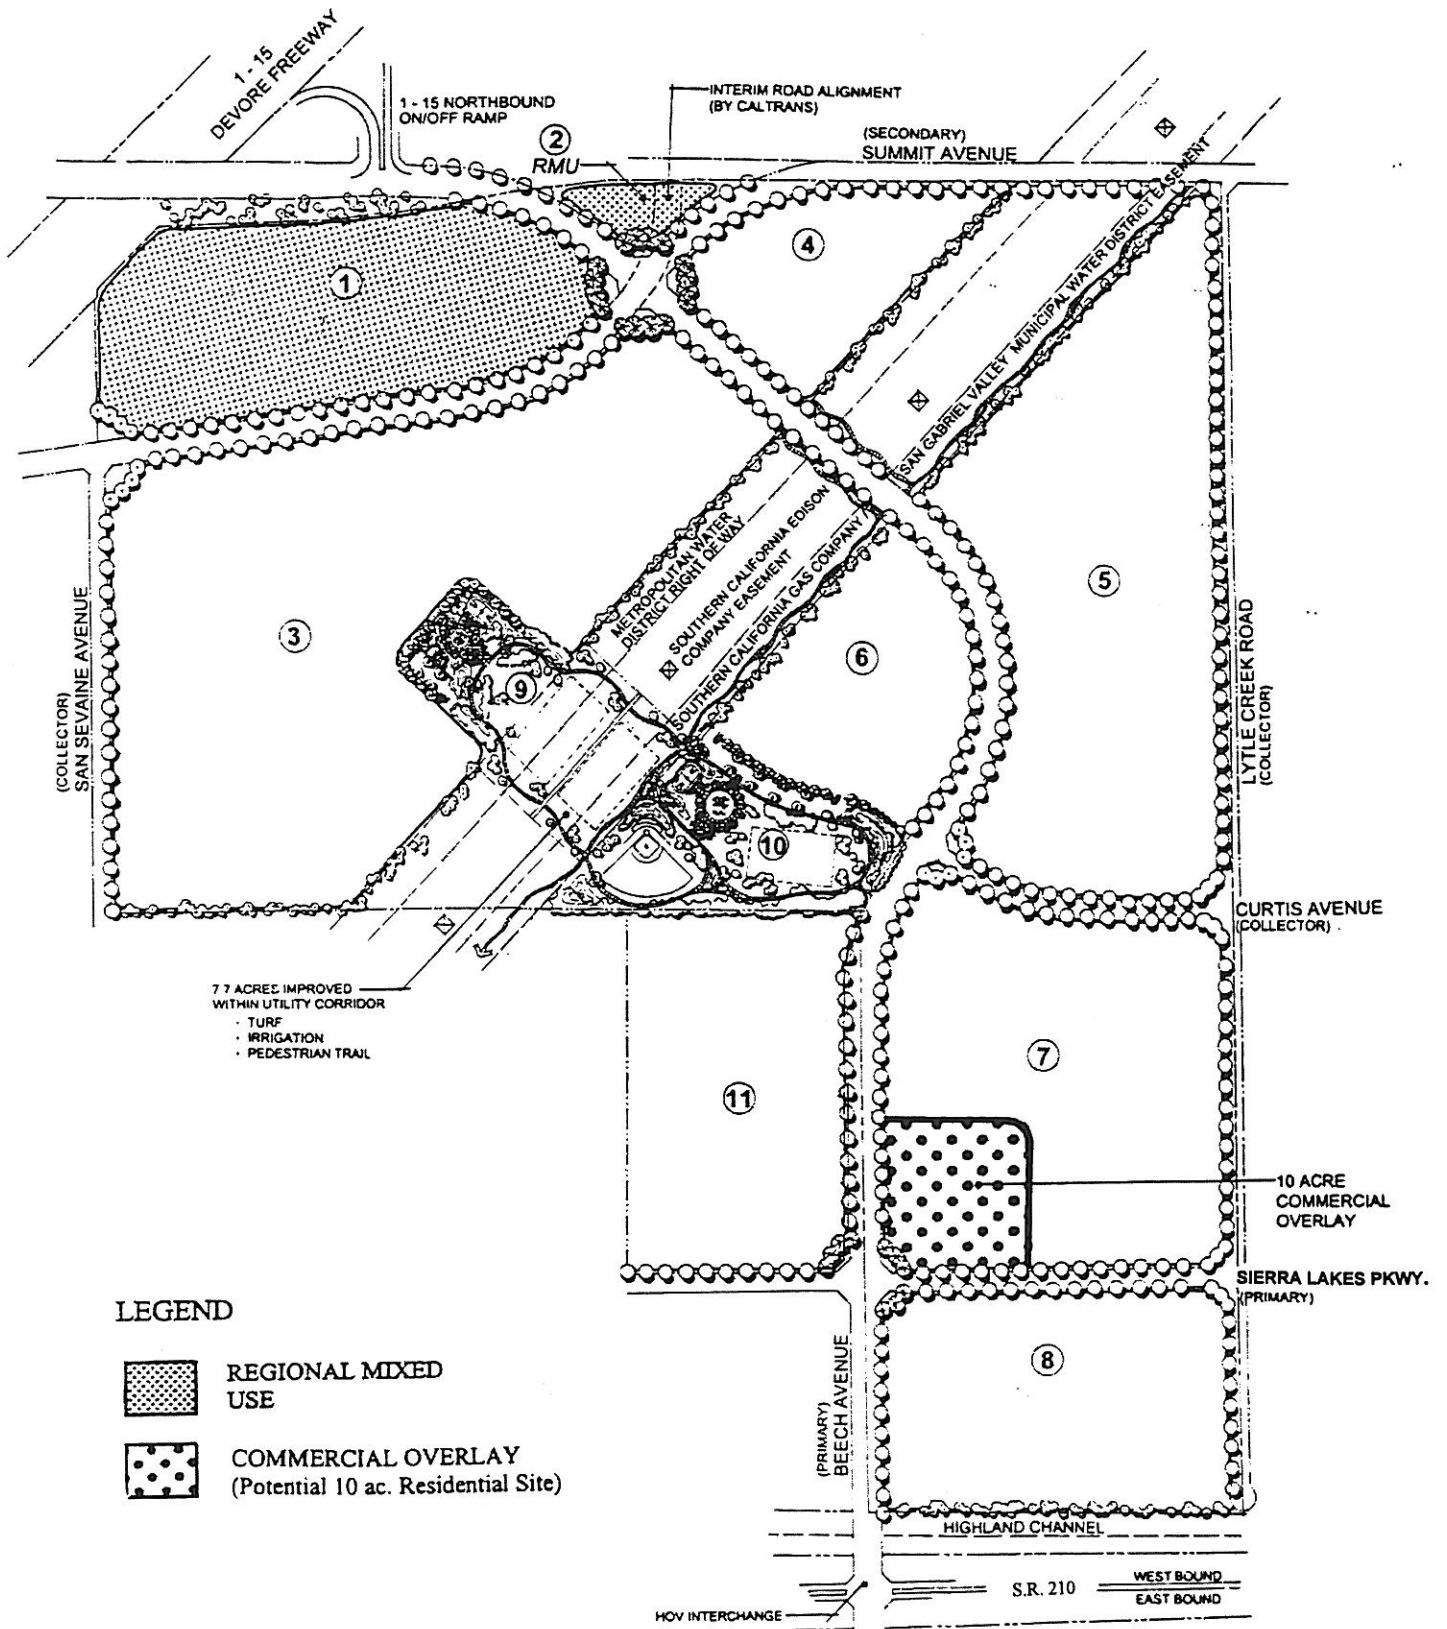 1 - 15
DEVORE FREEWAY
1 - 15 NORTHBOUND
ON/OFF RAMP
2
RMU
INTERIM ROAD ALIGNMENT
(BY CALTRANS)
(SECONDARY)
SUMMIT AVENUE
SAN GABRIEL VALLEY MUNICIPAL WATER DISTRICT EASEMENT
1
4
METROPOLITAN WATER
DISTRICT RIGHT OF WAY
SOUTHERN CALIFORNIA EDISON
COMPANY EASEMENT
SOUTHERN CALIFORNIA GAS COMPANY
5
3
6
9
(COLLECTOR)
SAN SEVAINE AVENUE
LYTLE CREEK ROAD
(COLLECTOR)
10
CURTIS AVENUE
(COLLECTOR)
7.7 ACRES IMPROVED
WITHIN UTILITY CORRIDOR
· TURF
· IRRIGATION
· PEDESTRIAN TRAIL
7
11
10 ACRE
COMMERCIAL
OVERLAY
SIERRA LAKES PKWY.
(PRIMARY)
LEGEND
REGIONAL MIXED
USE
COMMERCIAL OVERLAY
(Potential 10 ac. Residential Site)
8
(PRIMARY)
BEECH AVENUE
HIGHLAND CHANNEL
S.R. 210
WEST BOUND
EAST BOUND
HOV INTERCHANGE